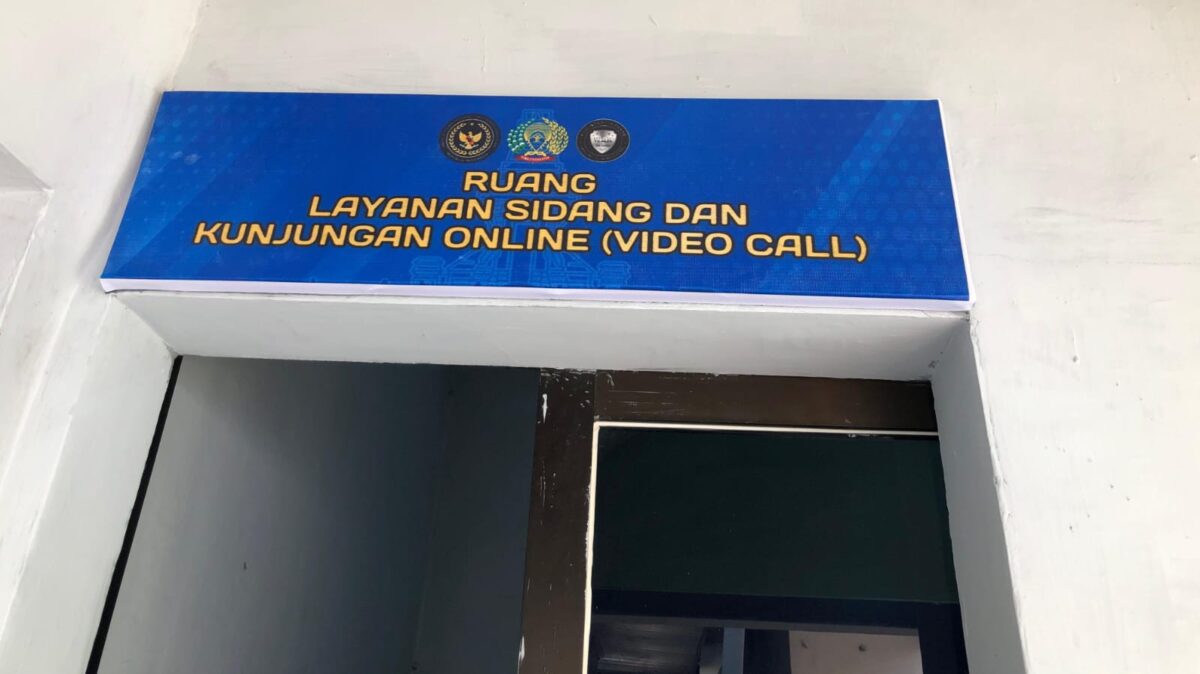 RUANG
LAYANAN SIDANG DAN
KUNJUNGAN ONLINE (VIDEO CALL)